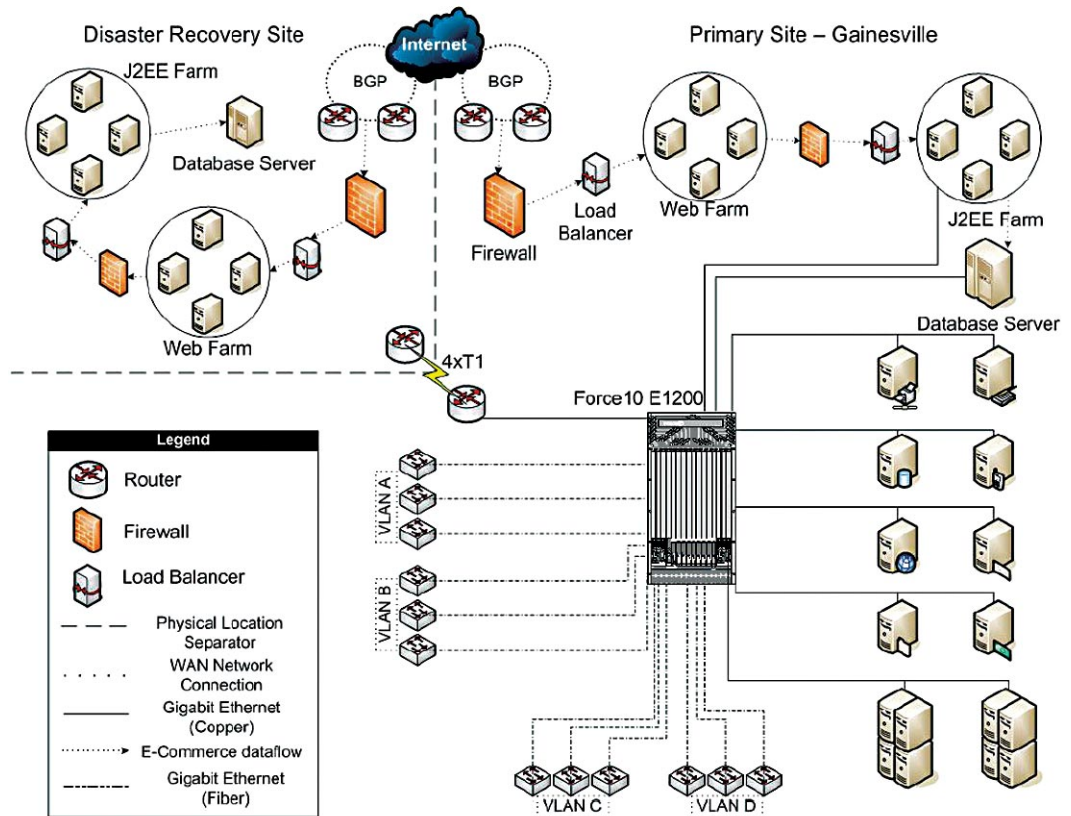 Disaster Recovery Site
Internet
Primary Site – Gainesville
J2EE Farm
BGP
BGP
Database Server
Web Farm
Load
Balancer
Firewall
Web Farm
J2EE Farm
Database Server
4xT1
Force10 E1200
VLAN A
VLAN B
VLAN C
VLAN D
Legend
Router
Firewall
Load Balancer
Physical Location
Separator
WAN Network
Connection
Gigabit Ethernet
(Copper)
E-Commerce dataflow
Gigabit Ethernet
(Fiber)